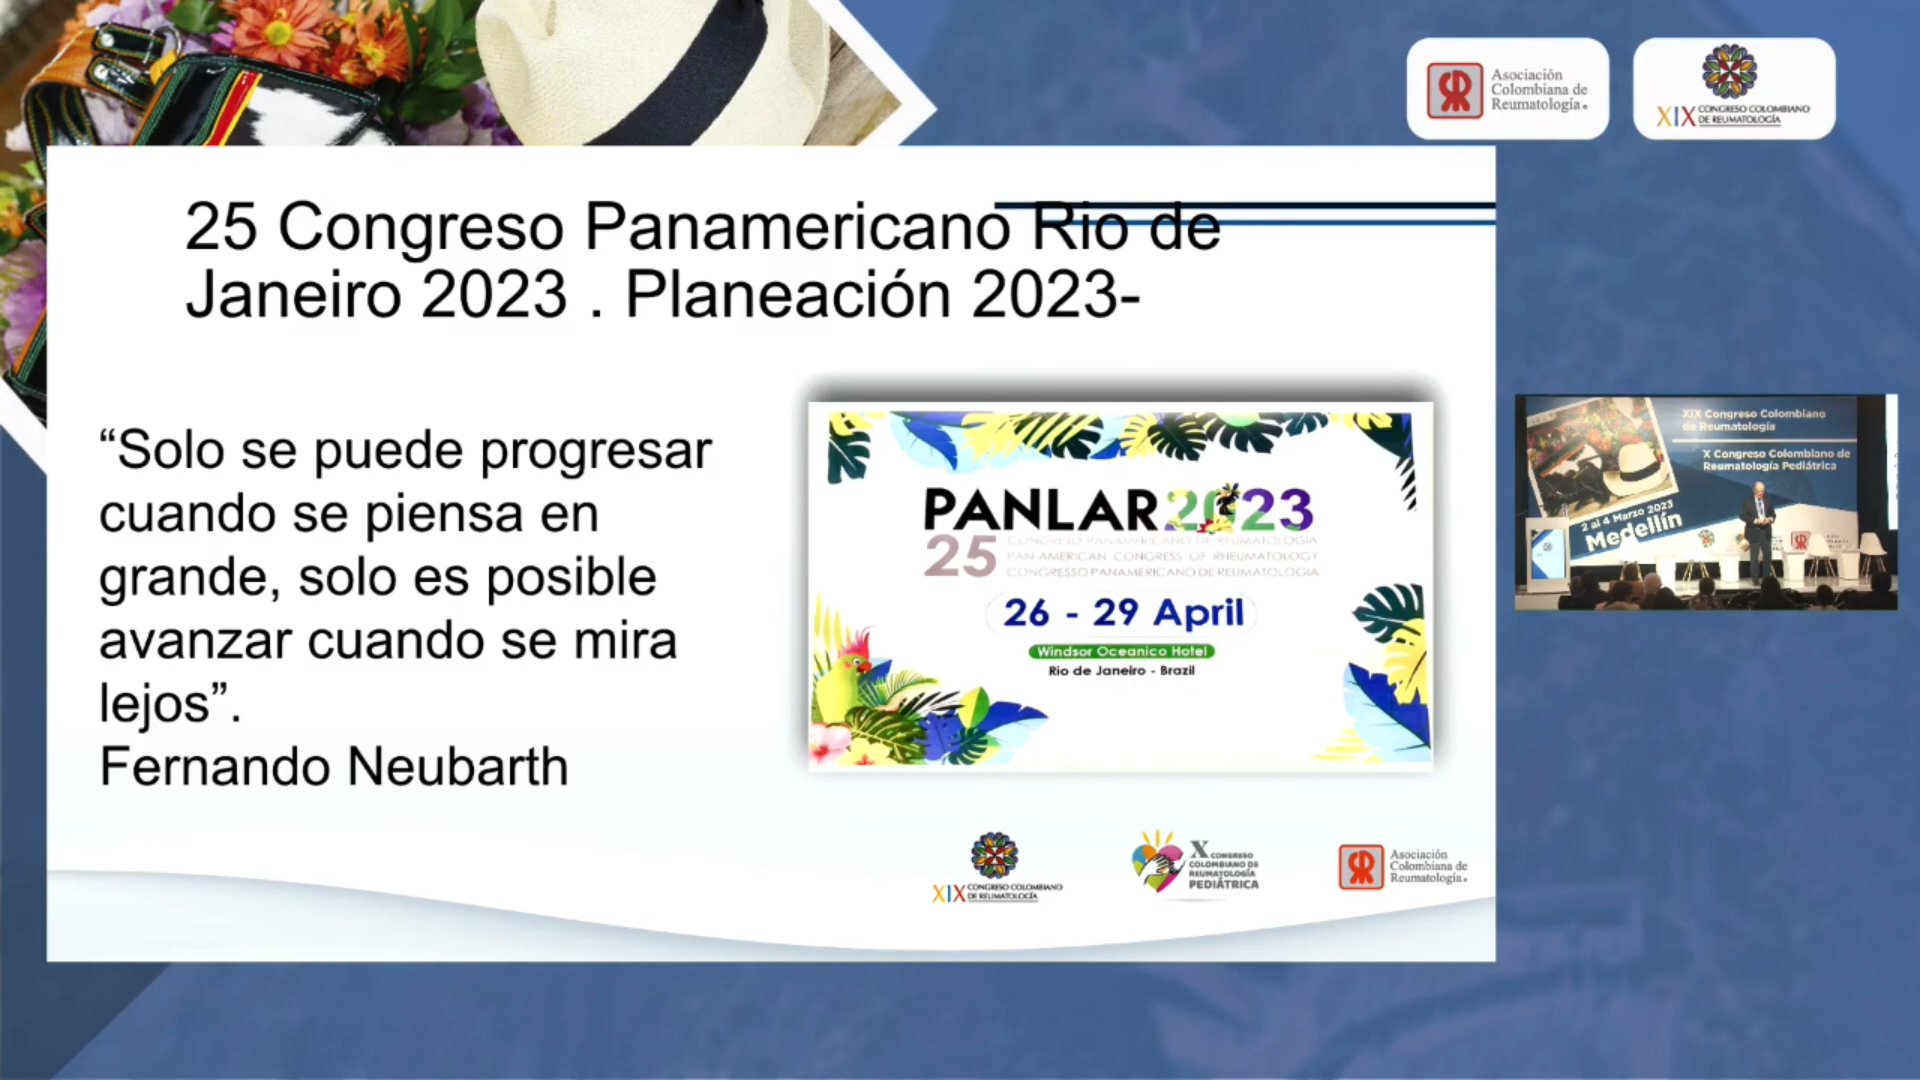 Asociación
Colombiana de
Reumatología.
XIX CONGRESO COLOMBIANO
DE REUMATOLOGÍA
25 Congreso Panamericano Rio de
Janeiro 2023 . Planeación 2023-
“Solo se puede progresar
cuando se piensa en
grande, solo es posible
avanzar cuando se mira
lejos”.
Fernando Neubarth
PANLAR 2023
25 CONGRESO PANAMERICANO DE REUMATOLOGÍA
PAN-AMERICAN CONGRESS OF RHEUMATOLOGY
CONGRESSO PANAMERICANO DE REUMATOLOGIA
26 - 29 April
Windsor Oceanico Hotel
Rio de Janeiro - Brazil
XIX CONGRESO COLOMBIANO
DE REUMATOLOGÍA
X CONGRESO
COLOMBIANO DE
REUMATOLOGÍA
PEDIÁTRICA
Asociación
Colombiana de
Reumatología.
XIX Congreso Colombiano
de Reumatología
X Congreso Colombiano de
Reumatología Pediátrica
2 al 4 Marzo 2023
Medellín